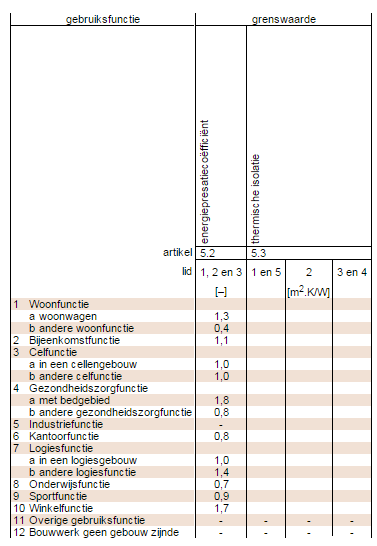 gebruiksfunctie grenswaarde
energiepresatiecoëfficiënt
thermische isolatie
artikel 5.2 5.3
lid 1, 2 en 3 1 en 5 2 3 en 4
[–] [m².K/W]
1 Woonfunctie
a woonwagen 1,3
b andere woonfunctie 0,4
2 Bijeenkomstfunctie 1,1
3 Celfunctie
a in een cellengebouw 1,0
b andere celfunctie 1,0
4 Gezondheidszorgfunctie
a met bedgebied 1,8
b andere gezondheidszorgfunctie 0,8
5 Industriefunctie -
6 Kantoorfunctie 0,8
7 Logiesfunctie
a in een logiesgebouw 1,0
b andere logiesfunctie 1,4
8 Onderwijsfunctie 0,7
9 Sportfunctie 0,9
10 Winkelfunctie 1,7
11 Overige gebruiksfunctie - - - -
12 Bouwwerk geen gebouw zijnde - - - -